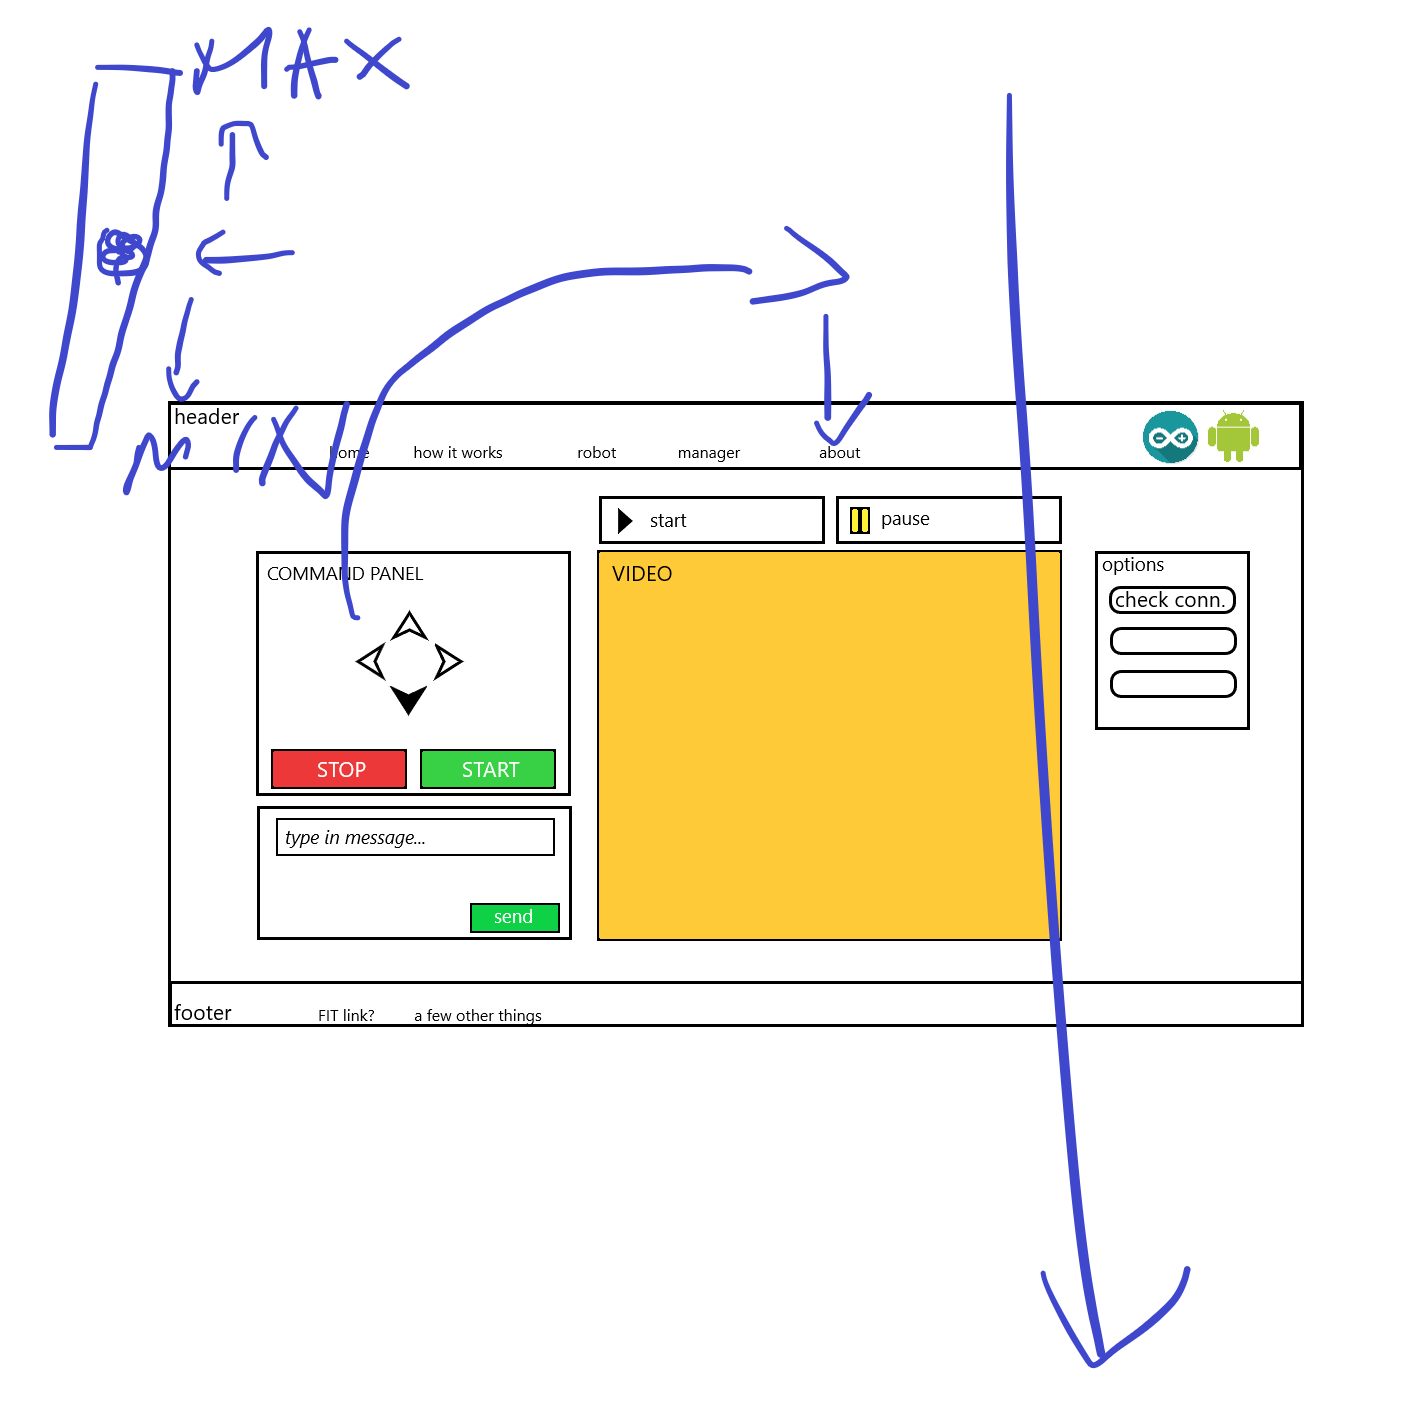 MAX
header
MIN
home how it works robot manager about
start pause
COMMAND PANEL
VIDEO
options
check conn.
STOP START
type in message...
send
footer FIT link? a few other things